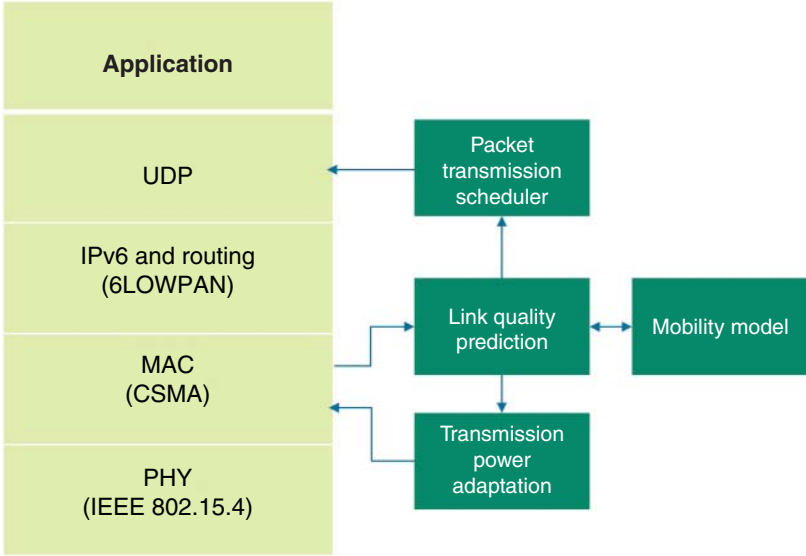 Application
UDP
IPv6 and routing
(6LOWPAN)
MAC
(CSMA)
PHY
(IEEE 802.15.4)
Packet
transmission
scheduler
Link quality
prediction
Mobility model
Transmission
power
adaptation